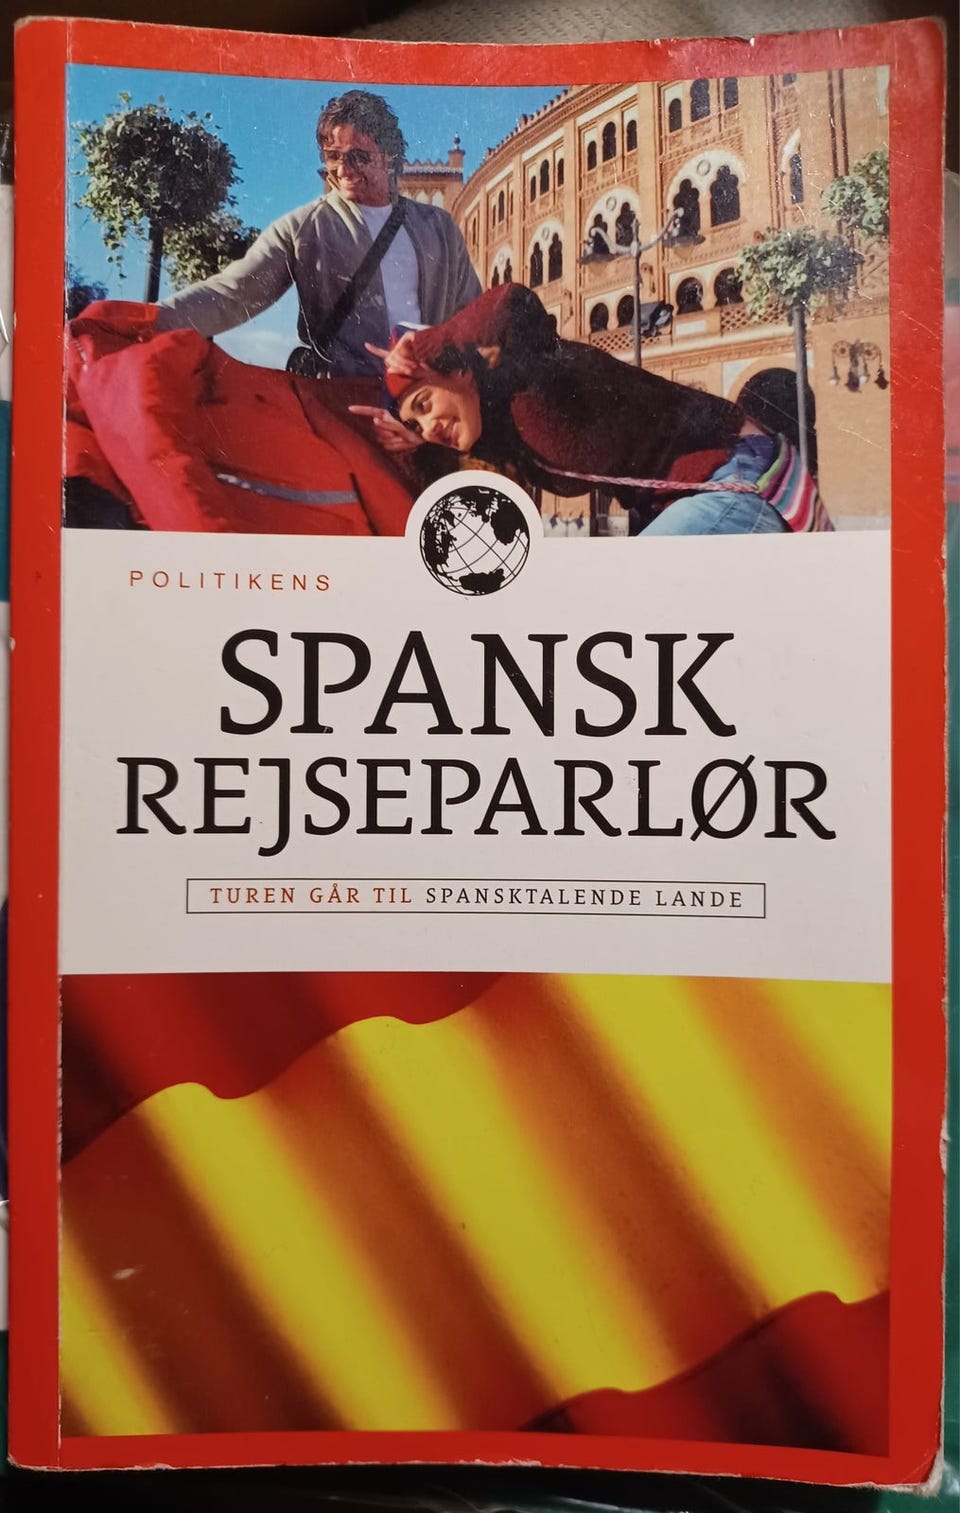 POLITIKENS
SPANSK
REJSEPARLØR
TUREN GÅR TIL SPANSKTALENDE LANDE